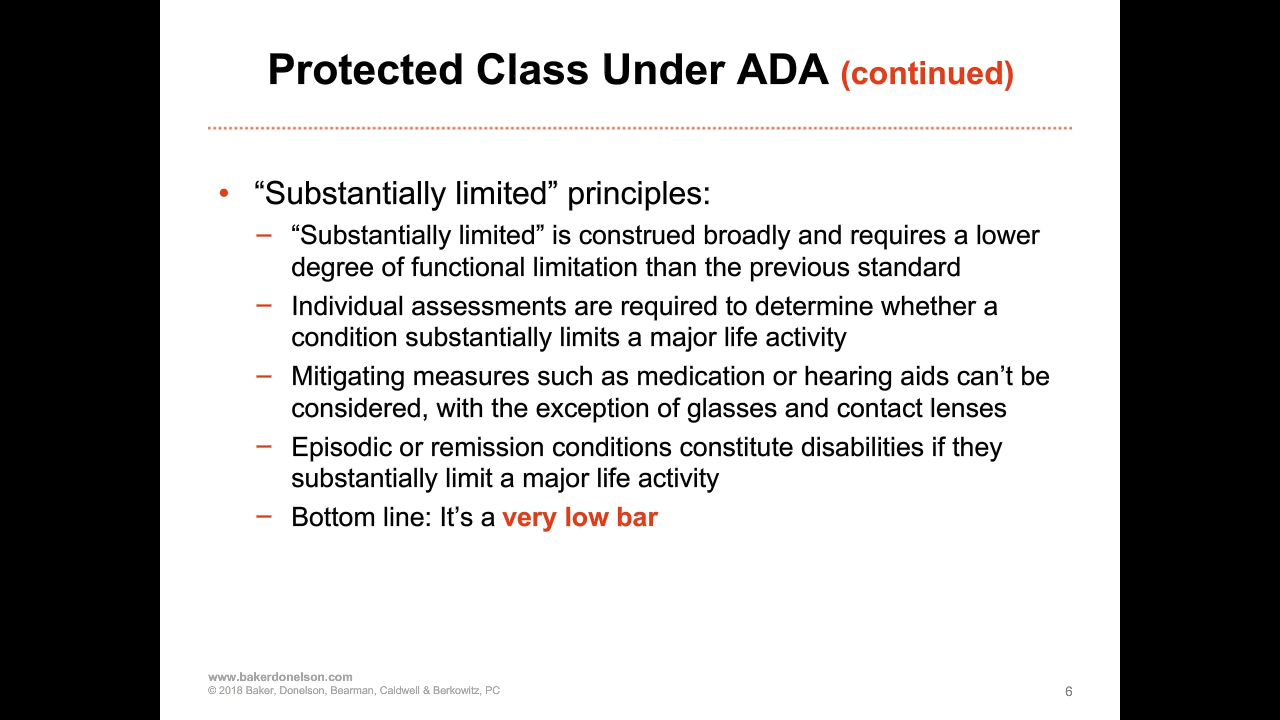 Protected Class Under ADA (continued)
• “Substantially limited” principles:
– “Substantially limited” is construed broadly and requires a lower
degree of functional limitation than the previous standard
– Individual assessments are required to determine whether a
condition substantially limits a major life activity
– Mitigating measures such as medication or hearing aids can’t be
considered, with the exception of glasses and contact lenses
– Episodic or remission conditions constitute disabilities if they
substantially limit a major life activity
– Bottom line: It’s a very low bar
www.bakerdonelson.com
© 2018 Baker, Donelson, Bearman, Caldwell & Berkowitz, PC
6